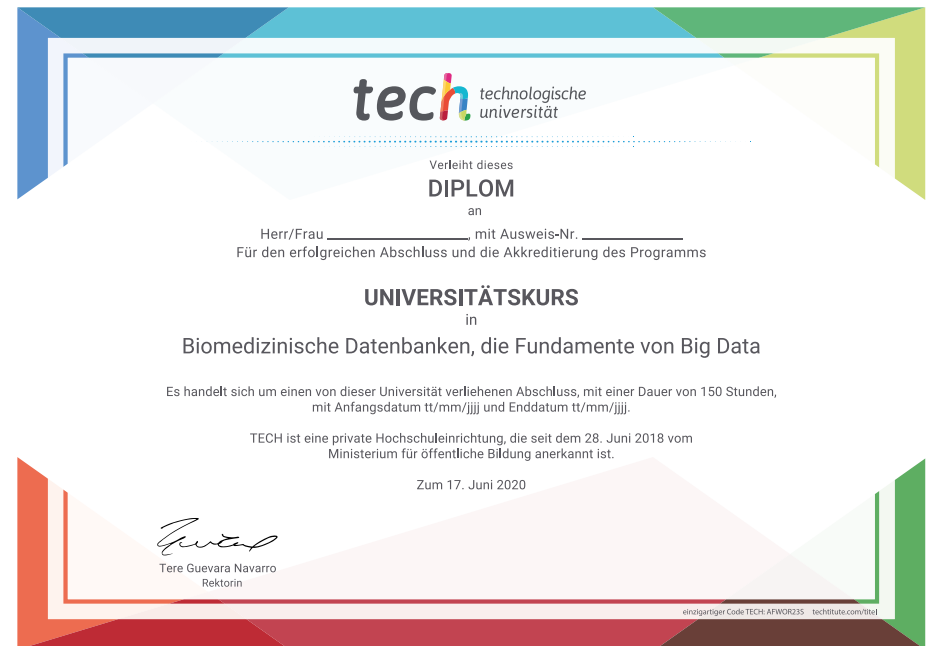 tech technologische
universität
Verleiht dieses
DIPLOM
an
Herr/Frau ________________, mit Ausweis-Nr. ____________
Für den erfolgreichen Abschluss und die Akkreditierung des Programms
UNIVERSITÄTSKURS
in
Biomedizinische Datenbanken, die Fundamente von Big Data
Es handelt sich um einen von dieser Universität verliehenen Abschluss, mit einer Dauer von 150 Stunden,
mit Anfangsdatum tt/mm/jjjj und Enddatum tt/mm/jjjj.
TECH ist eine private Hochschuleinrichtung, die seit dem 28. Juni 2018 vom
Ministerium für öffentliche Bildung anerkannt ist.
Zum 17. Juni 2020
Tere Guevara Navarro
Rektorin
einzigartiger Code TECH: AFWOR23S techtitute.com/titel